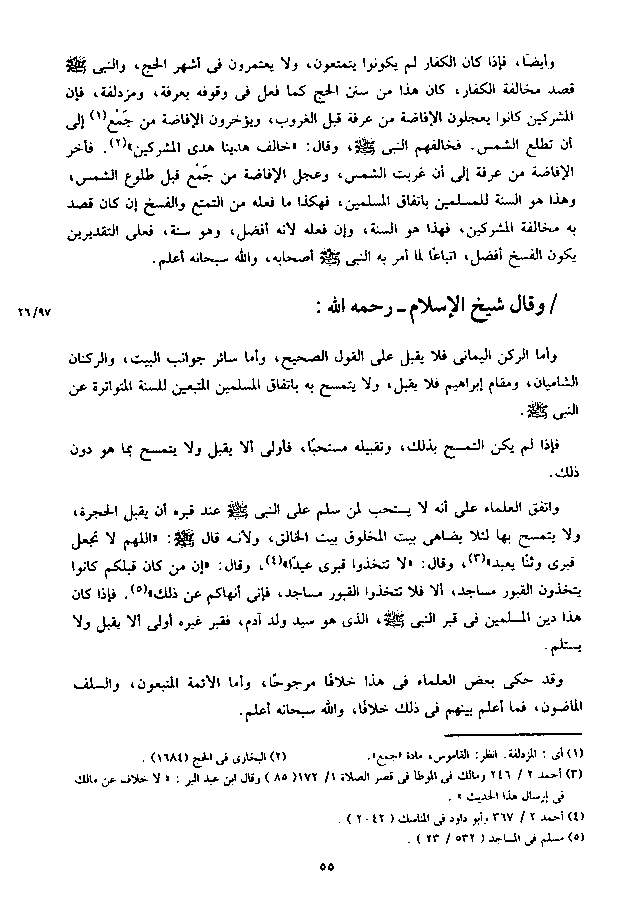 وأيضًا، فإذا كان الكفار لم يكونوا يتمتعون، ولا يعتمرون فى أشهر الحج، والنبى ﷺ
قصد مخالفة الكفار، كان هذا من سنن الحج كما فعل فى وقوفه بعرفة، ومزدلفة، فإن
المشركين كانوا يعجلون الإفاضة من عرفة قبل الغروب، ويؤخرون الإفاضة من جَمْع(١) إلى
أن تطلع الشمس. فخالفهم النبى ﷺ، وقال: «خالف هدينا هدى المشركين»(٢). فأخر
الإفاضة من عرفة إلى أن غربت الشمس، وعجل الإفاضة من جَمْع قبل طلوع الشمس،
وهذا هو السنة للمسلمين باتفاق المسلمين، فهكذا ما فعله من التمتع والفسخ إن كان قصد
به مخالفة المشركين، فهذا هو السنة، وإن فعله لأنه أفضل، وهو سنة، فعلى التقديرين
يكون الفسخ أفضل، اتباعًا لما أمر به النبى ﷺ أصحابه، والله سبحانه أعلم.
/ وقال شيخ الإسلام ـ رحمه الله :
٢٦/٩٧
وأما الركن اليمانى فلا يقبل على القول الصحيح، وأما سائر جوانب البيت، والركنان
الشاميان، ومقام إبراهيم فلا يقبل، ولا يتمسح به باتفاق المسلمين المتبعين للسنة المتواترة عن
النبى ﷺ.
فإذا لم يكن التمسح بذلك، وتقبيله مستحبًا، فأولى ألا يقبل ولا يتمسح بما هو دون
ذلك.
واتفق العلماء على أنه لا يستحب لمن سلم على النبى ﷺ عند قبره أن يقبل الحجرة،
ولا يتمسح بها لئلا يضاهى بيت المخلوق بيت الخالق، ولأنه قال ﷺ: «اللهم لا تجعل
قبرى وثنًا يعبد»(٣)، وقال: «لا تتخذوا قبرى عيدًا»(٤)، وقال: «إن من كان قبلكم كانوا
يتخذون القبور مساجد، ألا فلا تتخذوا القبور مساجد، فإنى أنهاكم عن ذلك»(٥). فإذا كان
هذا دين المسلمين فى قبر النبى ﷺ، الذى هو سيد ولد آدم، فقبر غيره أولى ألا يقبل ولا
يستلم.
وقد حكى بعض العلماء فى هذا خلافًا مرجوحًا، وأما الأئمة المتبعون، والسلف
الماضون، فما أعلم بينهم فى ذلك خلافًا، والله سبحانه أعلم.
(١) أى : المزدلفة. انظر: القاموس، مادة «جمع». (٢) البخارى فى الحج (١٦٨٤) .
(٣) أحمد ٢ / ٢٤٦ ومالك فى الموطأ فى قصر الصلاة ١/ ١٧٢( ٨٥ ) وقال ابن عبد البر : « لا خلاف عن مالك
فى إرسال هذا الحديث » .
(٤) أحمد ٢ / ٣٦٧ وأبو داود فى المناسك ( ٢٠٤٢ ) .
(٥) مسلم فى المساجد ( ٥٣٢ / ٢٣ ) .
٥٥